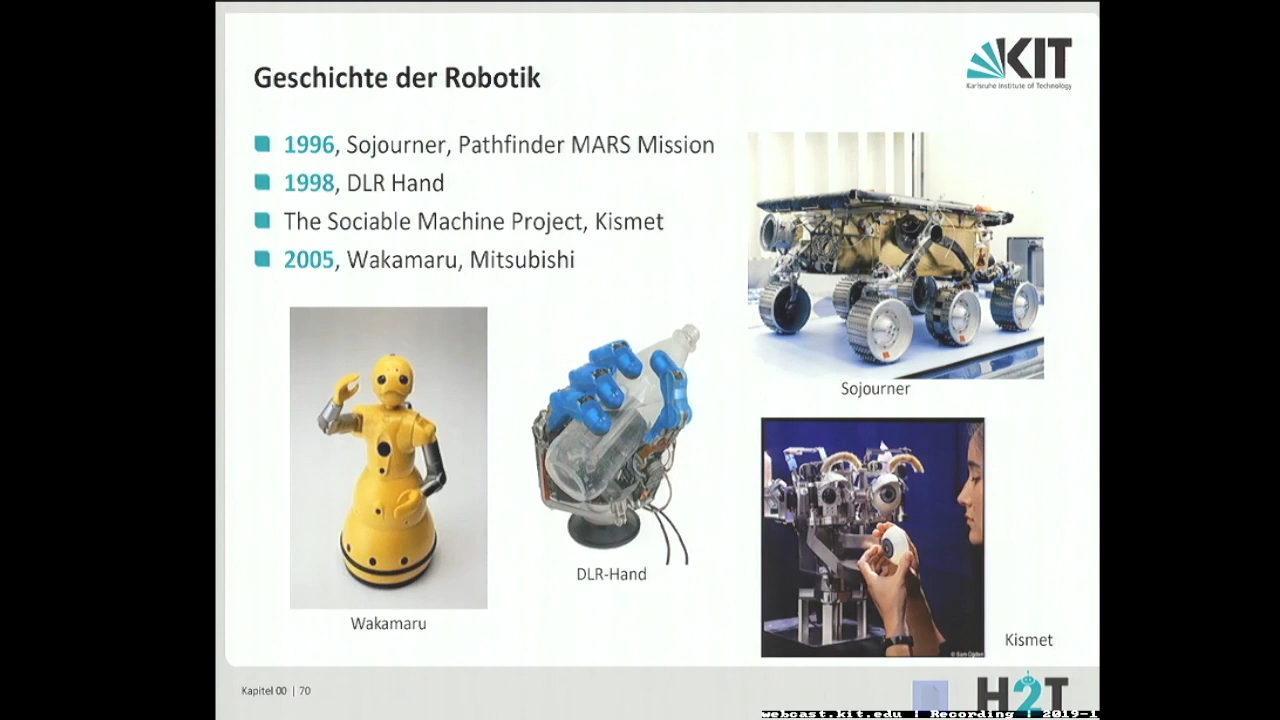 Geschichte der Robotik
KIT
Karlsruhe Institute of Technology
1996, Sojourner, Pathfinder MARS Mission
1998, DLR Hand
The Sociable Machine Project, Kismet
2005, Wakamaru, Mitsubishi
Sojourner
DLR-Hand
Wakamaru
Kismet
© Sam Ogden
Kapitel 00 | 70
H2T
webcast.kit.edu | Recording | 2019-1